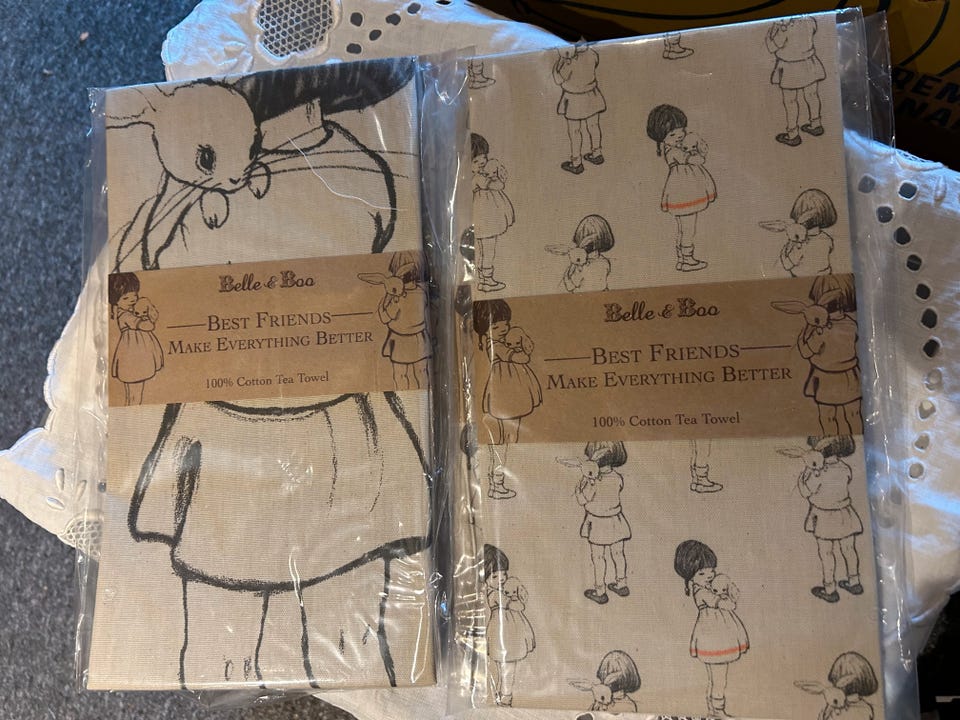 Belle & Boo
BEST FRIENDS
MAKE EVERYTHING BETTER
100% Cotton Tea Towel
Belle & Boo
BEST FRIENDS
MAKE EVERYTHING BETTER
100% Cotton Tea Towel